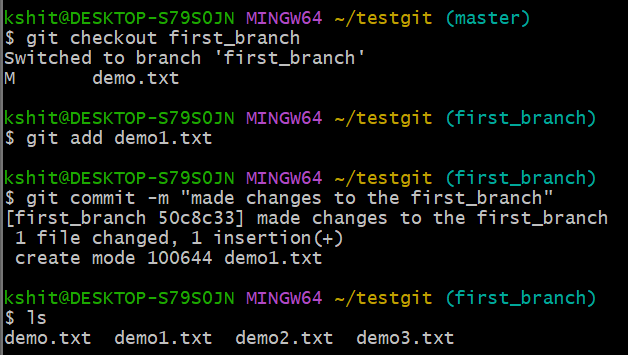 kshit@DESKTOP-S79S0JN MINGW64 ~/testgit (master)
$ git checkout first_branch
Switched to branch 'first_branch'
M       demo.txt
kshit@DESKTOP-S79S0JN MINGW64 ~/testgit (first_branch)
$ git add demo1.txt
kshit@DESKTOP-S79S0JN MINGW64 ~/testgit (first_branch)
$ git commit -m "made changes to the first_branch"
[first_branch 50c8c33] made changes to the first_branch
 1 file changed, 1 insertion(+)
 create mode 100644 demo1.txt
kshit@DESKTOP-S79S0JN MINGW64 ~/testgit (first_branch)
$ ls
demo.txt  demo1.txt  demo2.txt  demo3.txt